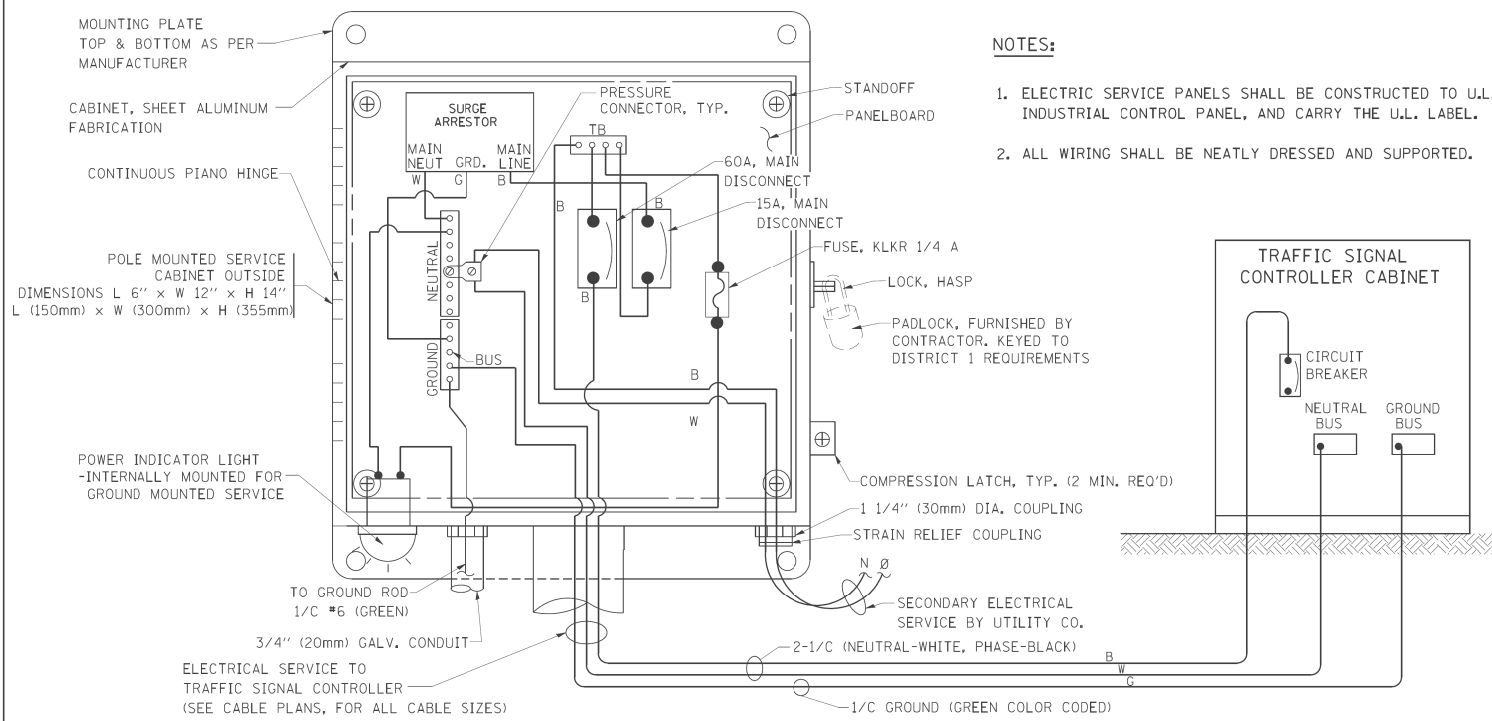 MOUNTING PLATE
TOP & BOTTOM AS PER
MANUFACTURER
CABINET, SHEET ALUMINUM
FABRICATION
CONTINUOUS PIANO HINGE
POLE MOUNTED SERVICE
CABINET OUTSIDE
DIMENSIONS L 6'' × W 12'' × H 14''
L (150mm) × W (300mm) × H (355mm)
POWER INDICATOR LIGHT
-INTERNALLY MOUNTED FOR
GROUND MOUNTED SERVICE
SURGE
ARRESTOR
MAIN
NEUT
GRD.
MAIN
LINE
W
G
B
PRESSURE
CONNECTOR, TYP.
TB
NEUTRAL
GROUND
BUS
B
B
B
B
W
STANDOFF
PANELBOARD
60A, MAIN
DISCONNECT
15A, MAIN
DISCONNECT
FUSE, KLKR 1/4 A
LOCK, HASP
PADLOCK, FURNISHED BY
CONTRACTOR. KEYED TO
DISTRICT 1 REQUIREMENTS
COMPRESSION LATCH, TYP. (2 MIN. REQ'D)
1 1/4'' (30mm) DIA. COUPLING
STRAIN RELIEF COUPLING
N Ø
SECONDARY ELECTRICAL
SERVICE BY UTILITY CO.
TO GROUND ROD
1/C #6 (GREEN)
3/4'' (20mm) GALV. CONDUIT
ELECTRICAL SERVICE TO
TRAFFIC SIGNAL CONTROLLER
(SEE CABLE PLANS, FOR ALL CABLE SIZES)
2-1/C (NEUTRAL-WHITE, PHASE-BLACK)
B
W
G
1/C GROUND (GREEN COLOR CODED)
NOTES:
1. ELECTRIC SERVICE PANELS SHALL BE CONSTRUCTED TO U.L.
INDUSTRIAL CONTROL PANEL, AND CARRY THE U.L. LABEL.
2. ALL WIRING SHALL BE NEATLY DRESSED AND SUPPORTED.
TRAFFIC SIGNAL
CONTROLLER CABINET
CIRCUIT
BREAKER
NEUTRAL
BUS
GROUND
BUS